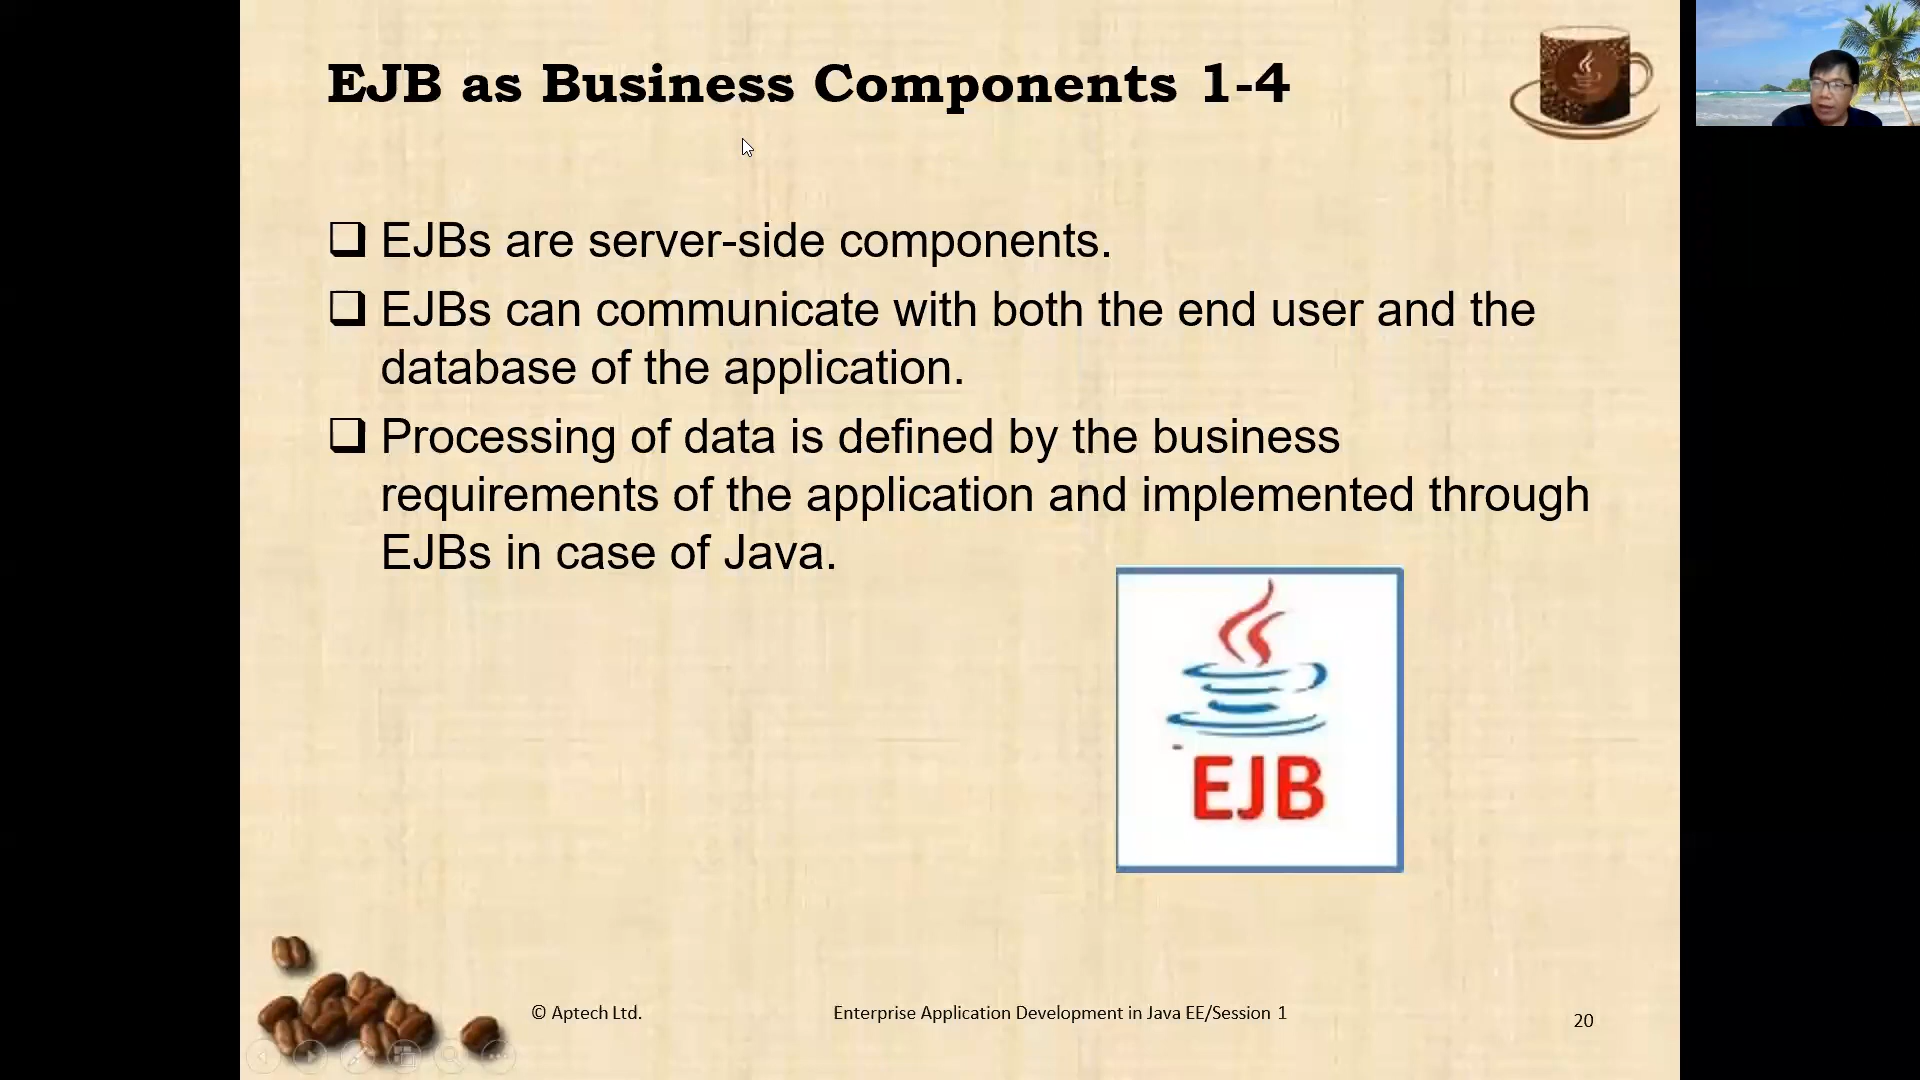 EJB as Business Components 1-4
EJBs are server-side components.
EJBs can communicate with both the end user and the
database of the application.
Processing of data is defined by the business
requirements of the application and implemented through
EJBs in case of Java.
EJB
© Aptech Ltd.
Enterprise Application Development in Java EE/Session 1
20